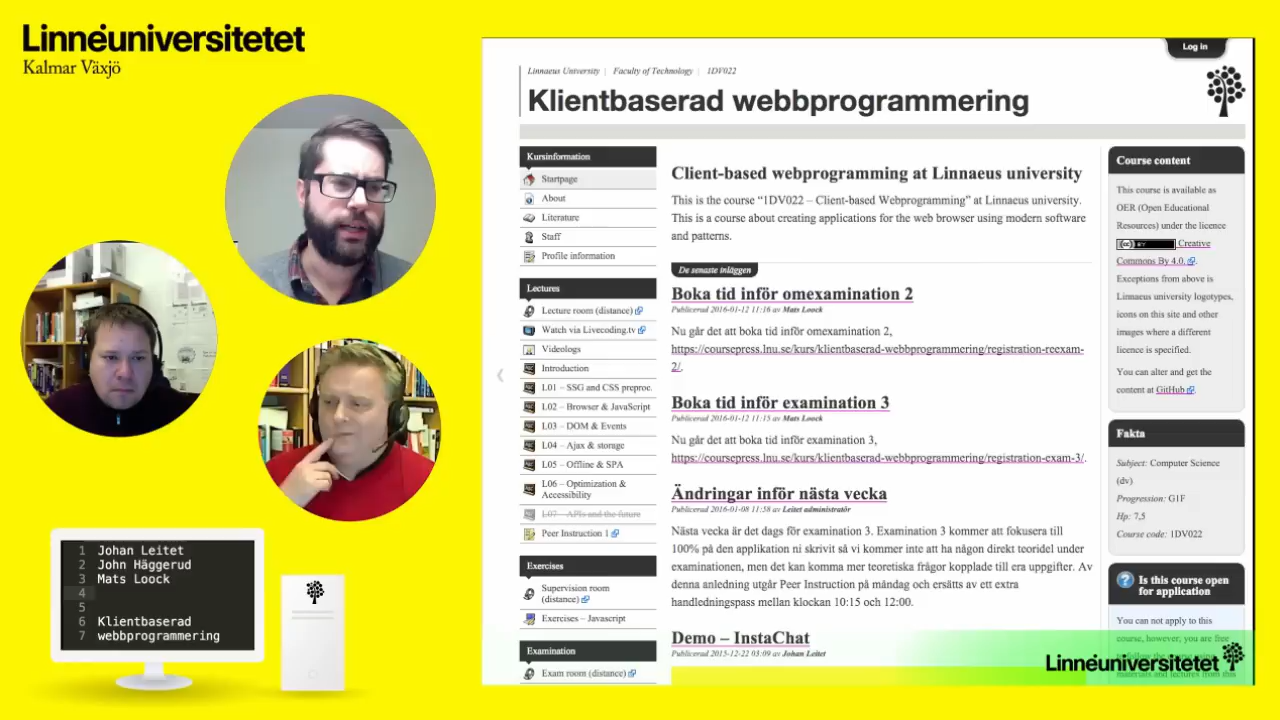 Linnéuniversitetet
Kalmar Växjö
1 Johan Leitet
2 John Häggerud
3 Mats Loock
4
5
6 Klientbaserad
7 webbprogrammering
Log in
Linnaeus University | Faculty of Technology | 1DV022
Klientbaserad webbprogrammering
Kursinformation
Startpage
About
Literature
Staff
Profile information
Lectures
Lecture room (distance)
Watch via Livecoding.tv
Videologs
Introduction
L01 – SSG and CSS preproc.
L02 – Browser & JavaScript
L03 – DOM & Events
L04 – Ajax & storage
L05 – Offline & SPA
L06 – Optimization &
Accessibility
L07 – APIs and the future
Peer Instruction 1
Exercises
Supervision room
(distance)
Exercises – Javascript
Examination
Exam room (distance)
Client-based webprogramming at Linnaeus university
This is the course “1DV022 – Client-based Webprogramming” at Linnaeus university.
This is a course about creating applications for the web browser using modern software
and patterns.
De senaste inläggen
Boka tid inför omexamination 2
Publicerad 2016-01-12 11:16 av Mats Loock
Nu går det att boka tid inför omexamination 2,
https://coursepress.lnu.se/kurs/klientbaserad-webbprogrammering/registration-reexam-
2/.
Boka tid inför examination 3
Publicerad 2016-01-12 11:15 av Mats Loock
Nu går det att boka tid inför examination 3,
https://coursepress.lnu.se/kurs/klientbaserad-webbprogrammering/registration-exam-3/.
Ändringar inför nästa vecka
Publicerad 2016-01-08 11:58 av Leitet administratör
Nästa vecka är det dags för examination 3. Examination 3 kommer att fokusera till
100% på den applikation ni skrivit så vi kommer inte att ha någon direkt teoridel under
examinationen, men det kan komma mer teoretiska frågor kopplade till era uppgifter. Av
denna anledning utgår Peer Instruction på måndag och ersätts av ett extra
handledningspass mellan klockan 10:15 och 12:00.
Demo – InstaChat
Publicerad 2015-12-22 03:09 av Johan Leitet
Course content
This course is available as
OER (Open Educational
Resources) under the licence
(cc) BY Creative
Commons By 4.0.
Exceptions from above is
Linnaeus university logotypes,
icons on this site and other
images where a different
licence is specified.
You can alter and get the
content at GitHub.
Fakta
Subject: Computer Science
(dv)
Progression: G1F
Hp: 7,5
Course code: 1DV022
Is this course open
for application
You can not apply to this
course, however, you are free
to follow the course using
materials and lectures from this
Linnéuniversitetet